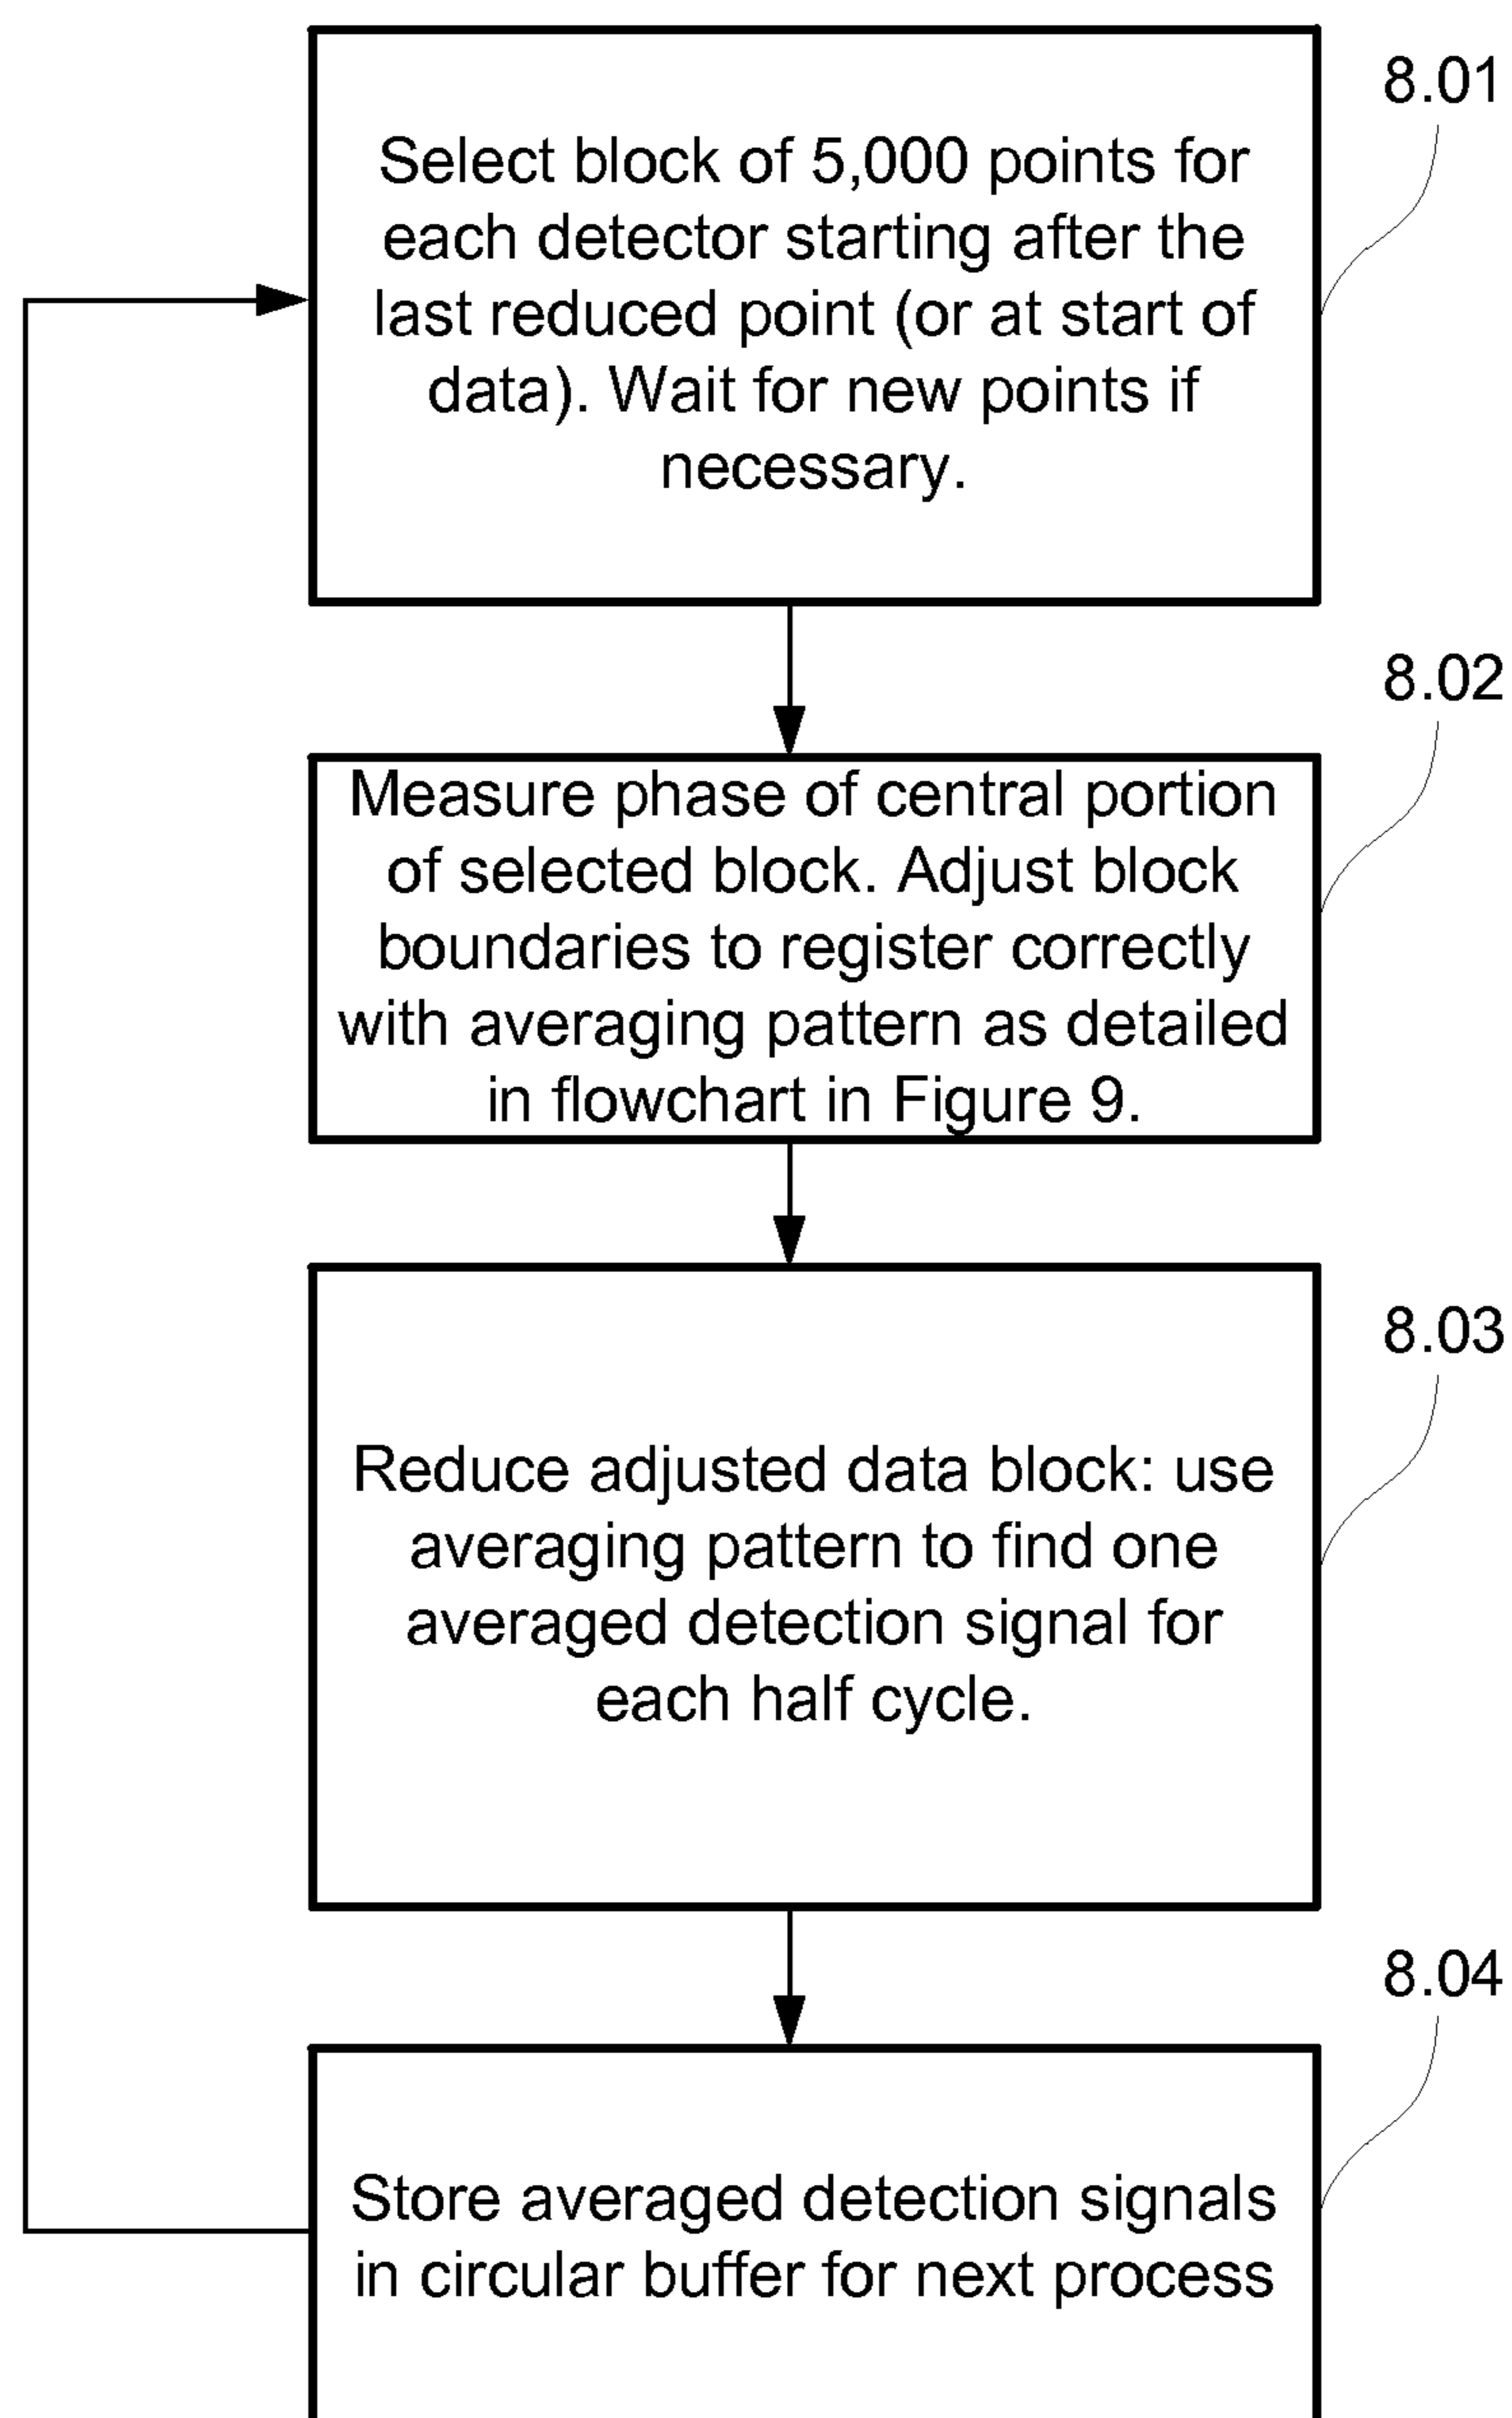 8.01
Select block of 5,000 points for
each detector starting after the
last reduced point (or at start of
data). Wait for new points if
necessary.
8.02
Measure phase of central portion
of selected block. Adjust block
boundaries to register correctly
with averaging pattern as detailed
in flowchart in Figure 9.
8.03
Reduce adjusted data block: use
averaging pattern to find one
averaged detection signal for
each half cycle.
8.04
Store averaged detection signals
in circular buffer for next process